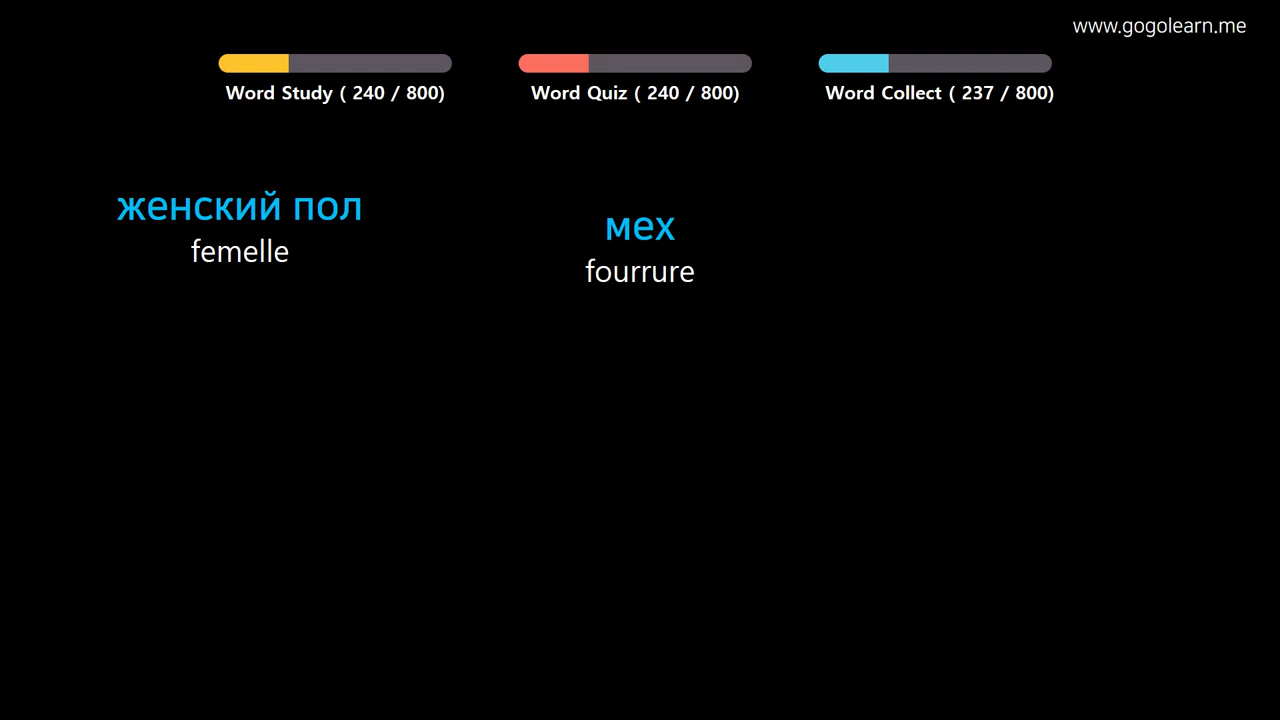 www.gogolearn.me
Word Study ( 240 / 800)
Word Quiz ( 240 / 800)
Word Collect ( 237 / 800)
женский пол
femelle
мех
fourrure